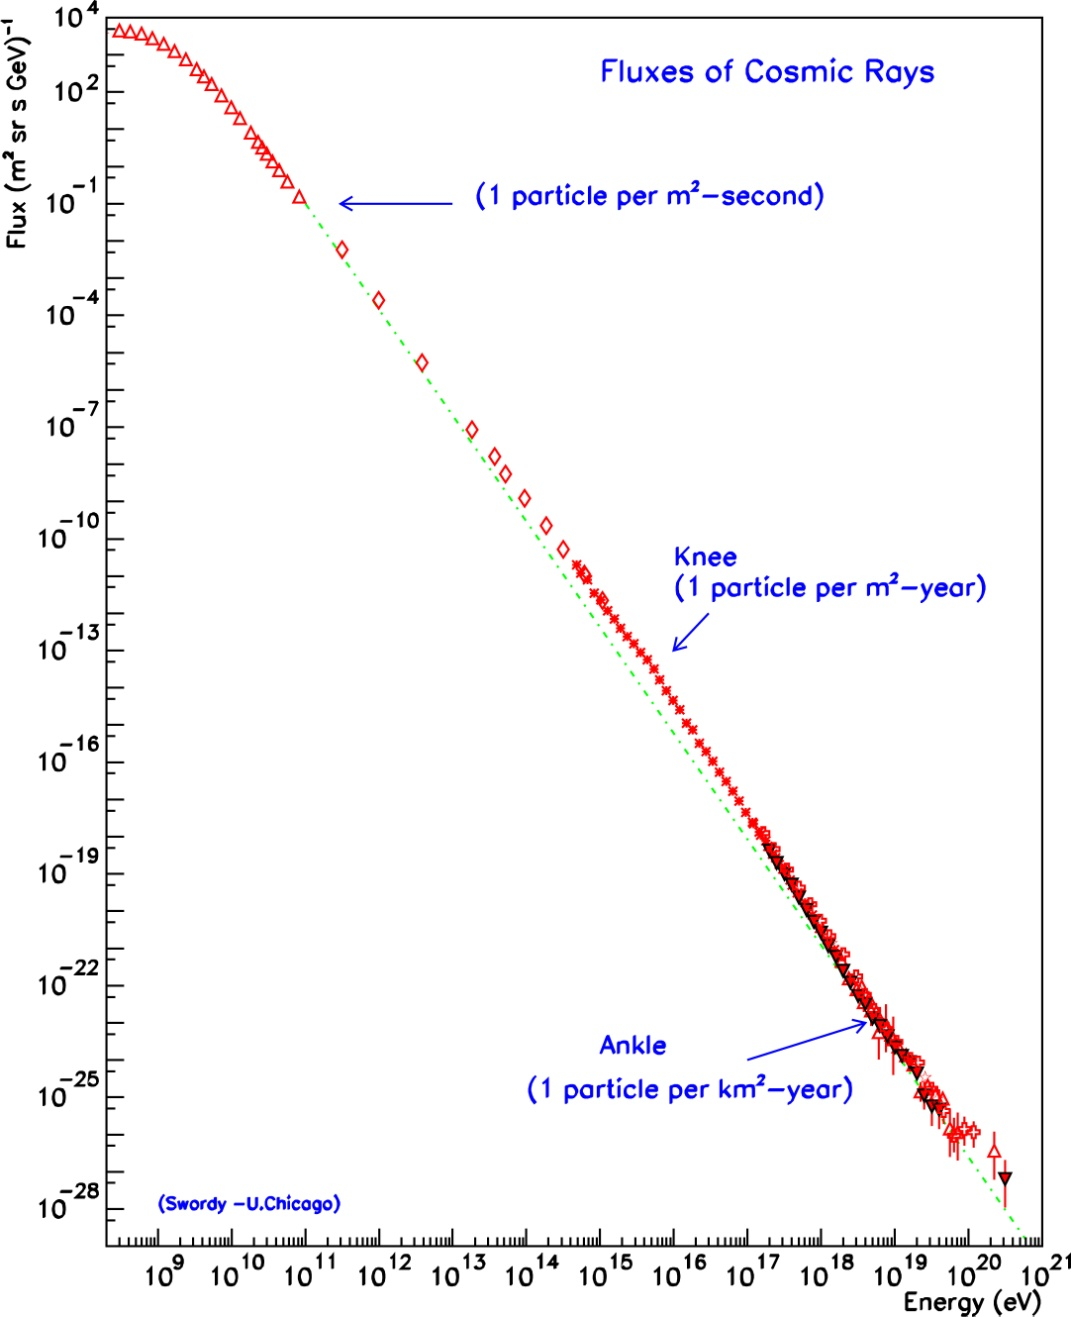 Fluxes of Cosmic Rays
Flux (m² sr s GeV)⁻¹
10⁴
10²
10⁻¹
10⁻⁴
10⁻⁷
10⁻¹⁰
10⁻¹³
10⁻¹⁶
10⁻¹⁹
10⁻²²
10⁻²⁵
10⁻²⁸
(1 particle per m²−second)
Knee
(1 particle per m²−year)
Ankle
(1 particle per km²−year)
(Swordy −U.Chicago)
10⁹ 10¹⁰ 10¹¹ 10¹² 10¹³ 10¹⁴ 10¹⁵ 10¹⁶ 10¹⁷ 10¹⁸ 10¹⁹ 10²⁰ 10²¹
Energy (eV)